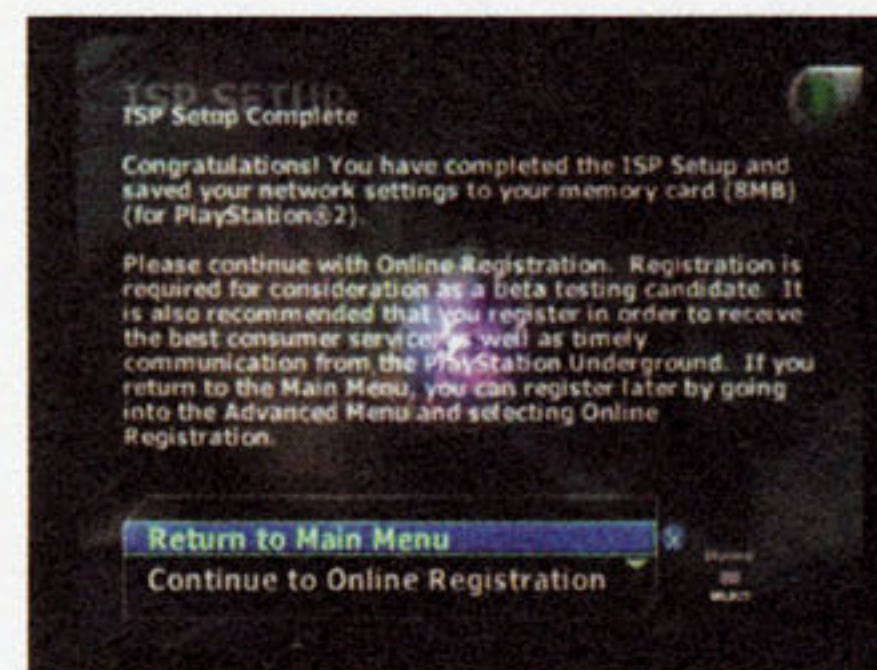 ISP SETUP
ISP Setup Complete
Congratulations! You have completed the ISP Setup and
saved your network settings to your memory card (8MB)
(for PlayStation®2).
Please continue with Online Registration. Registration is
required for consideration as a beta testing candidate. It
is also recommended that you register in order to receive
the best consumer service, as well as timely
communication from the PlayStation Underground. If you
return to the Main Menu, you can register later by going
into the Advanced Menu and selecting Online
Registration.
Return to Main Menu
Continue to Online Registration
SELECT